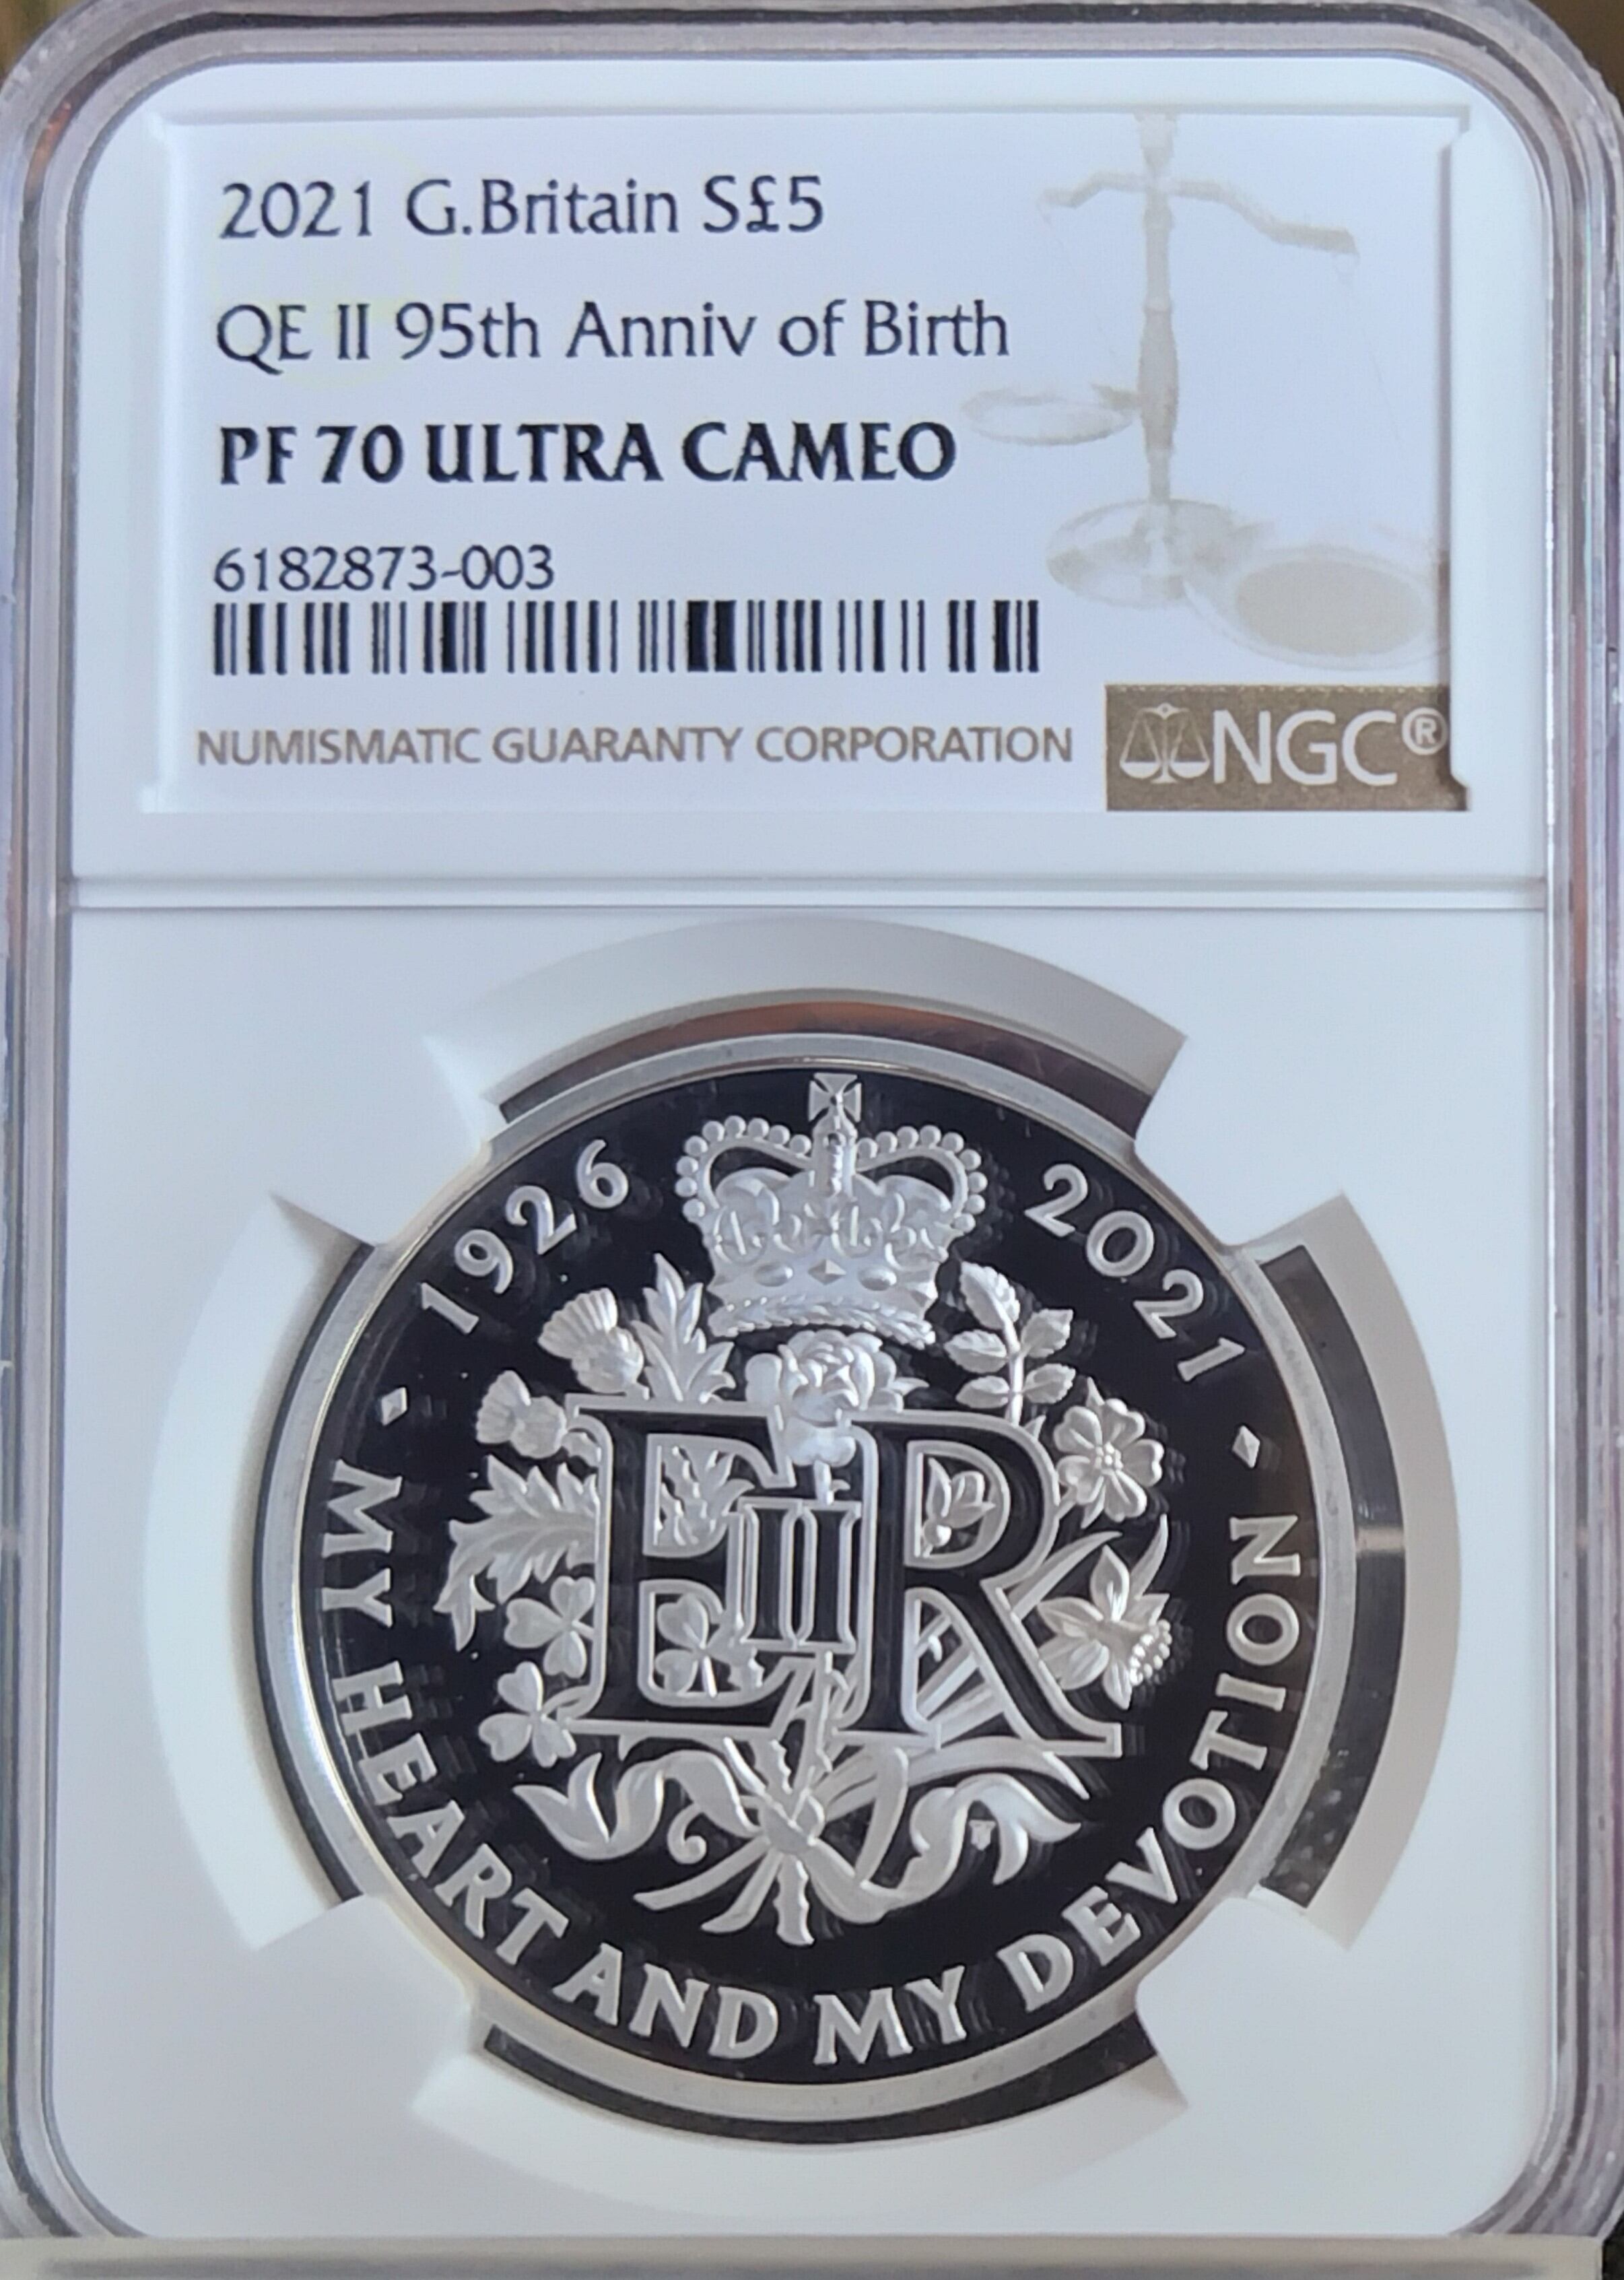 2021 G.Britain S£5
QE II 95th Anniv of Birth
PF 70 ULTRA CAMEO
6182873-003
NUMISMATIC GUARANTY CORPORATION
NGC®
1926
2021
E II R
· MY HEART AND MY DEVOTION ·